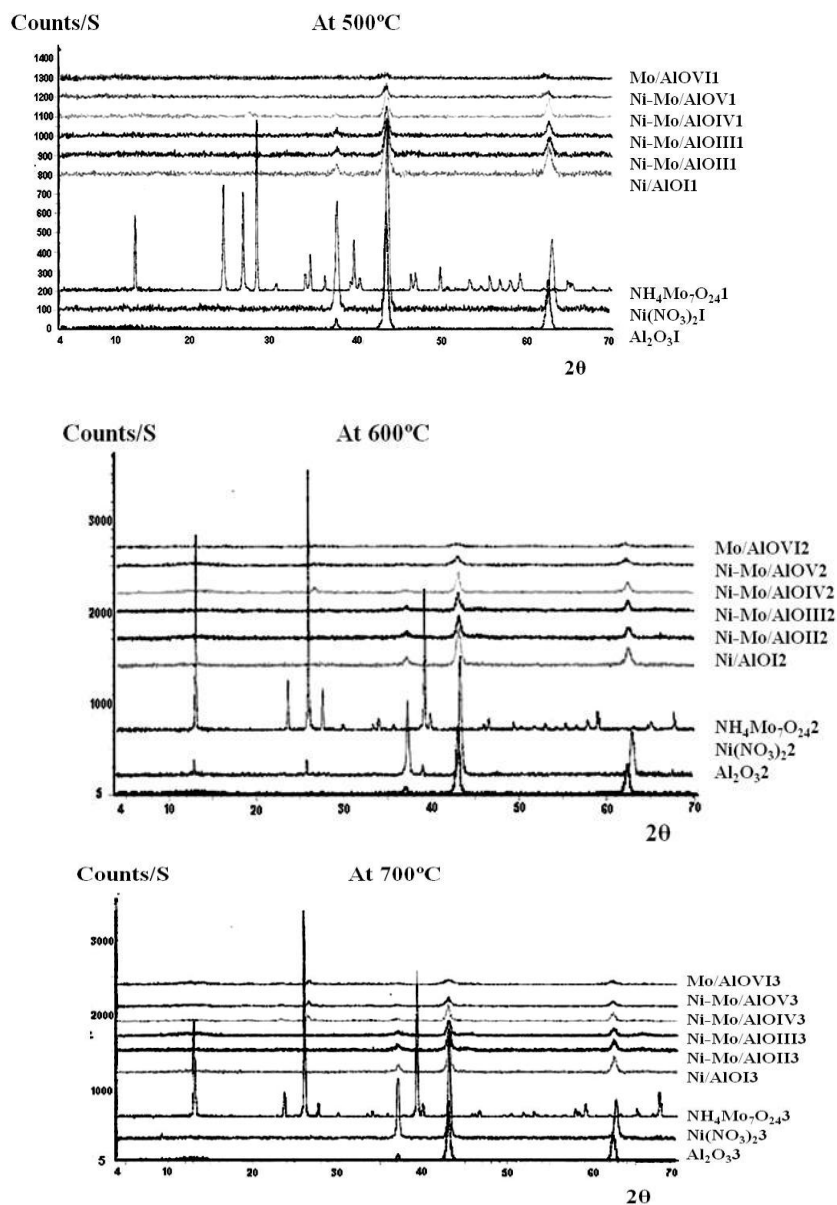 Counts/S At 500ºC
1400
1300
1200
1100
1000
900
800
700
600
500
400
300
200
100
0
Mo/AlOVI1
Ni-Mo/AlOV1
Ni-Mo/AlOIV1
Ni-Mo/AlOIII1
Ni-Mo/AlOII1
Ni/AlOI1
NH₄Mo₇O₂₄1
Ni(NO₃)₂I
Al₂O₃I
4 10 20 30 40 50 60 70
2θ
Counts/S At 600ºC
3000
2000
1000
5
Mo/AlOVI2
Ni-Mo/AlOV2
Ni-Mo/AlOIV2
Ni-Mo/AlOIII2
Ni-Mo/AlOII2
Ni/AlOI2
NH₄Mo₇O₂₄2
Ni(NO₃)₂2
Al₂O₃2
4 10 20 30 40 50 60 70
2θ
Counts/S At 700ºC
3000
2000
1000
5
Mo/AlOVI3
Ni-Mo/AlOV3
Ni-Mo/AlOIV3
Ni-Mo/AlOIII3
Ni-Mo/AlOII3
Ni/AlOI3
NH₄Mo₇O₂₄3
Ni(NO₃)₂3
Al₂O₃3
4 10 20 30 40 50 60 70
2θ